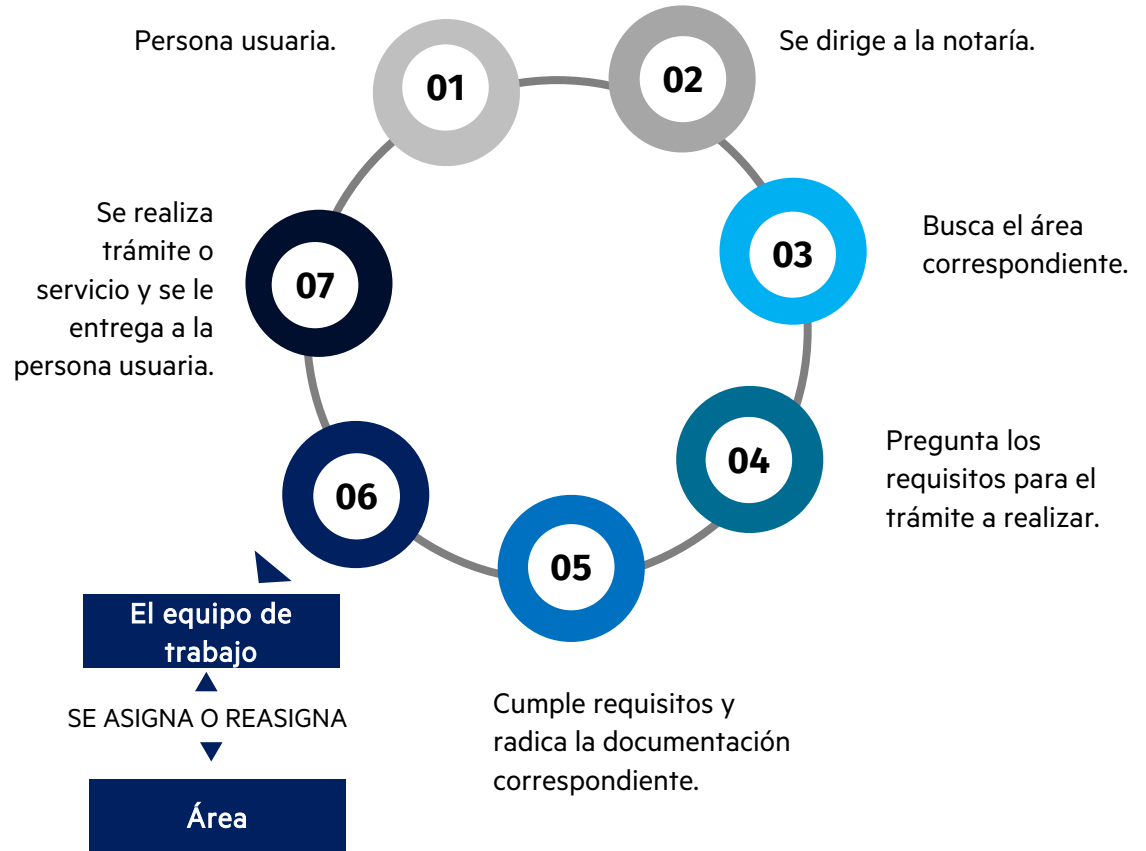 01
Persona usuaria.
02
Se dirige a la notaría.
03
Busca el área
correspondiente.
04
Pregunta los
requisitos para el
trámite a realizar.
05
Cumple requisitos y
radica la documentación
correspondiente.
06
El equipo de
trabajo
SE ASIGNA O REASIGNA
Área
07
Se realiza
trámite o
servicio y se le
entrega a la
persona usuaria.